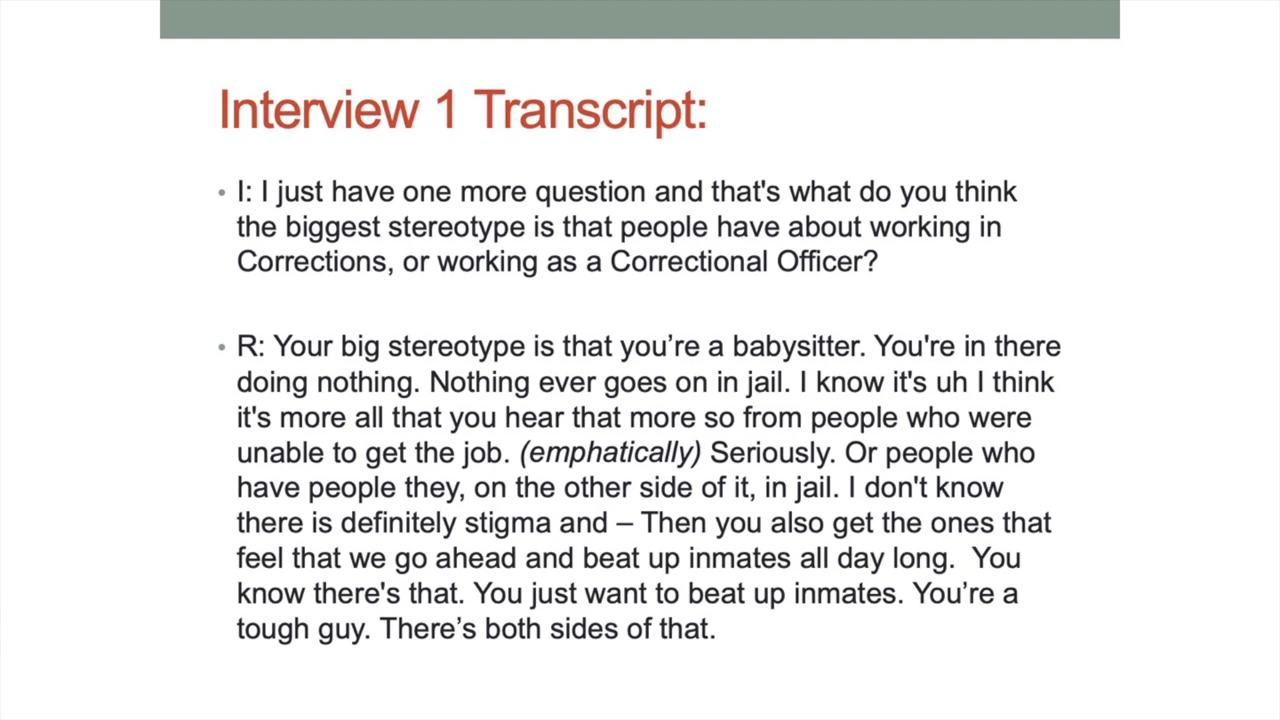 Interview 1 Transcript:
• I: I just have one more question and that's what do you think
the biggest stereotype is that people have about working in
Corrections, or working as a Correctional Officer?
• R: Your big stereotype is that you’re a babysitter. You're in there
doing nothing. Nothing ever goes on in jail. I know it's uh I think
it's more all that you hear that more so from people who were
unable to get the job. (emphatically) Seriously. Or people who
have people they, on the other side of it, in jail. I don't know
there is definitely stigma and – Then you also get the ones that
feel that we go ahead and beat up inmates all day long.  You
know there's that. You just want to beat up inmates. You’re a
tough guy. There’s both sides of that.